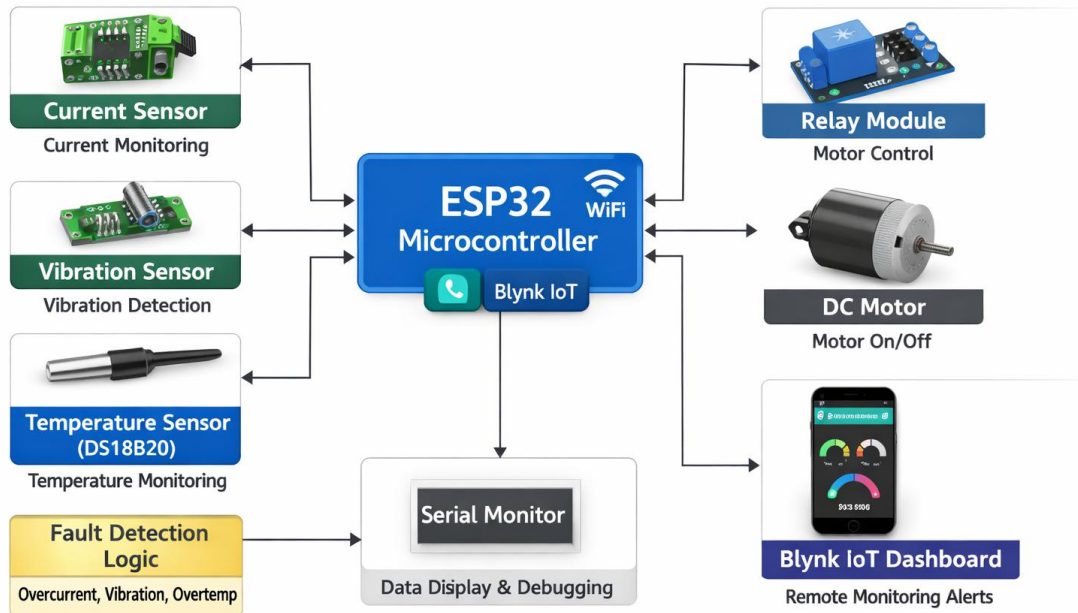 Current Sensor
Current Monitoring
Vibration Sensor
Vibration Detection
Temperature Sensor
(DS18B20)
Temperature Monitoring
Fault Detection
Logic
Overcurrent, Vibration, Overtemp
ESP32
WiFi
Microcontroller
Blynk IoT
Serial Monitor
Data Display & Debugging
Relay Module
Motor Control
DC Motor
Motor On/Off
Blynk IoT Dashboard
Remote Monitoring Alerts